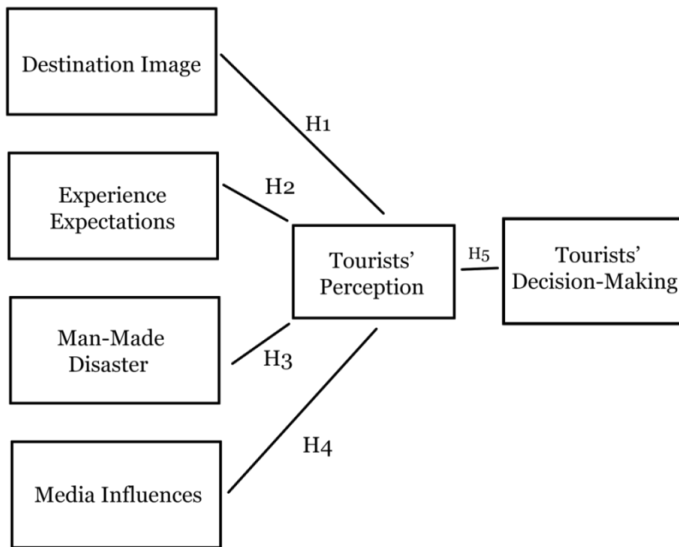 Destination Image
H1
Experience
Expectations
H2
Tourists’
Perception
H5
Tourists’
Decision-Making
Man-Made
Disaster
H3
H4
Media Influences